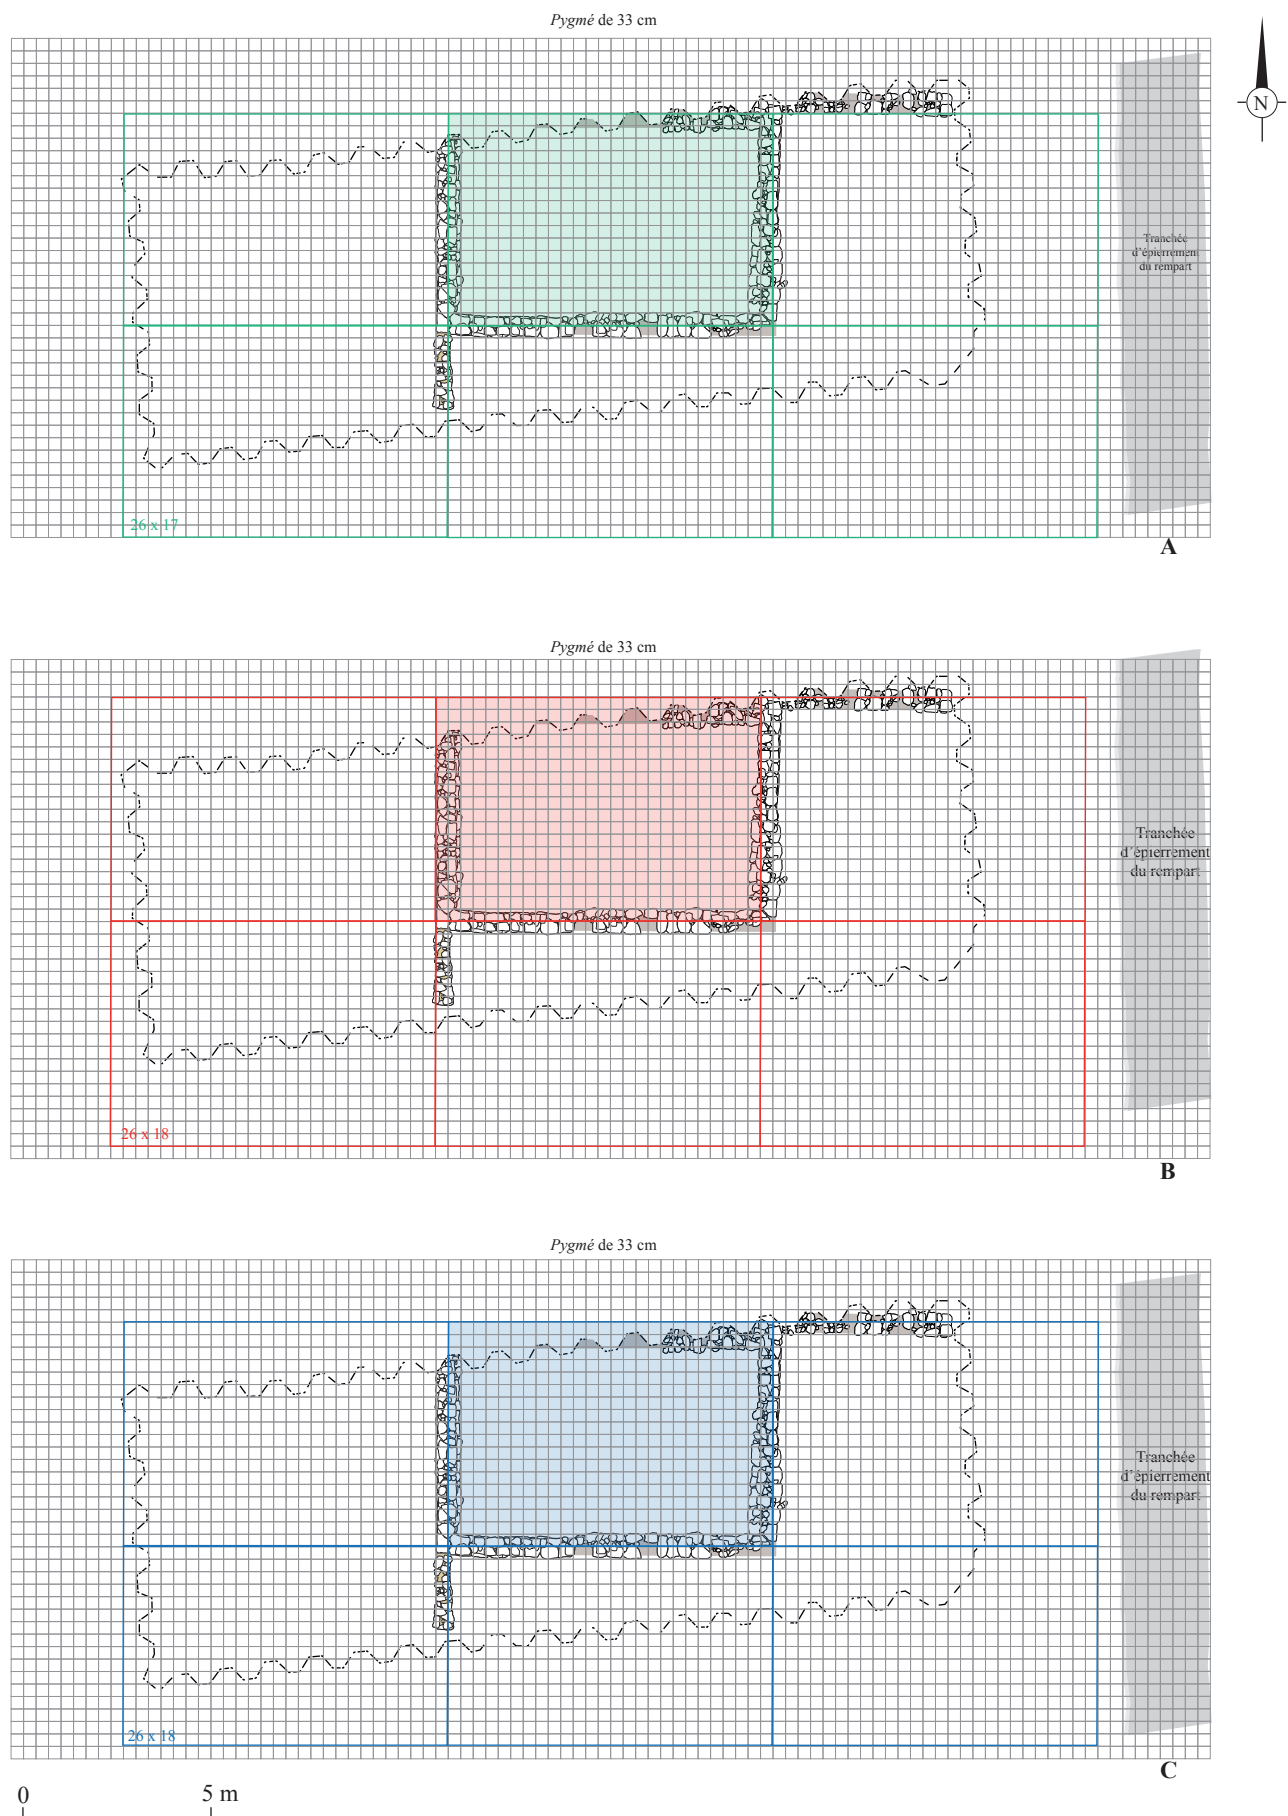 Pygmé de 33 cm
N
Tranchée
d'épierrement
du rempart
26 x 17
A
Pygmé de 33 cm
Tranchée
d'épierrement
du rempart
26 x 18
B
Pygmé de 33 cm
Tranchée
d'épierrement
du rempart
26 x 18
C
0 5 m